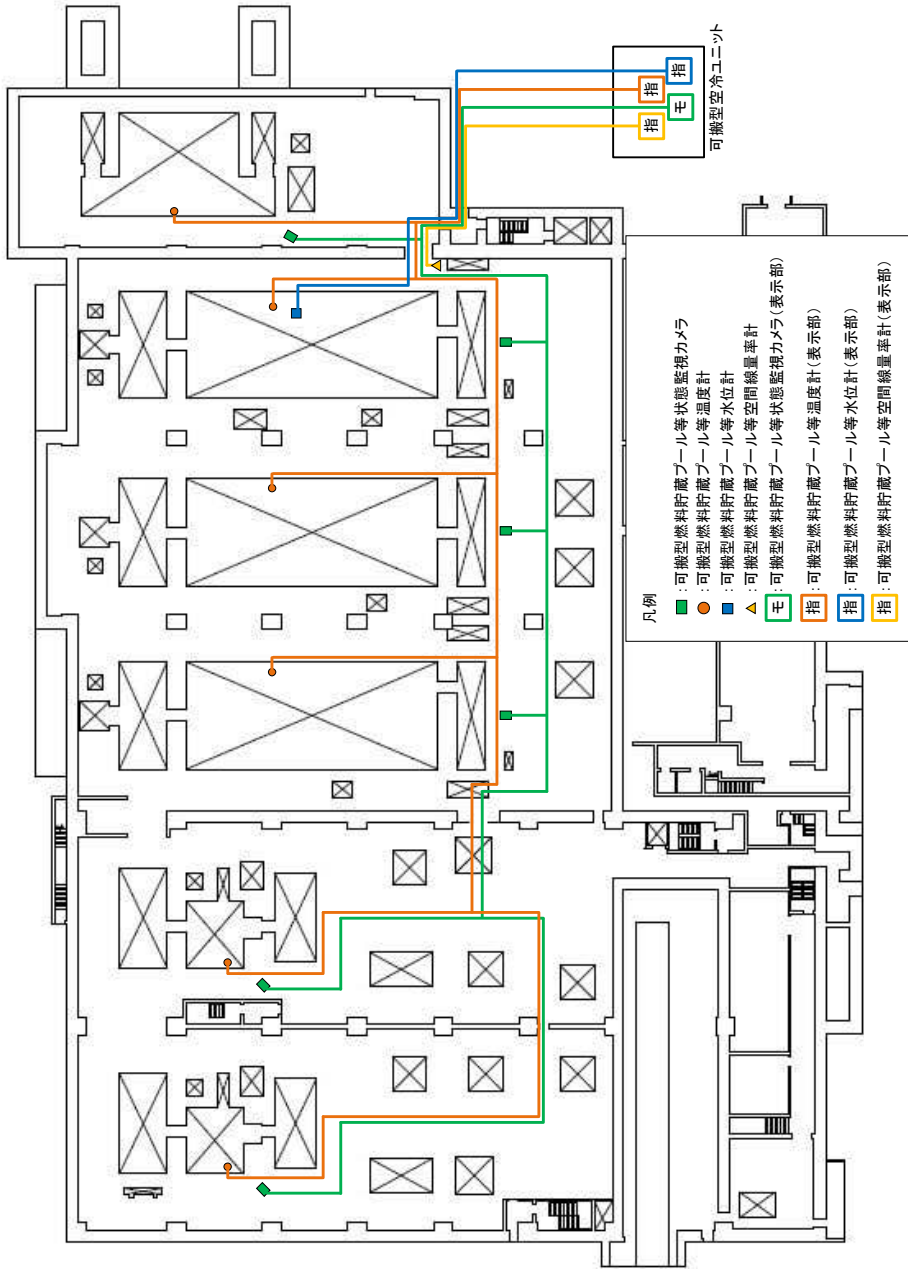 指
指
モ
指
可搬型空冷ユニット
凡例
：可搬型燃料貯蔵プール等状態監視カメラ
：可搬型燃料貯蔵プール等温度計
：可搬型燃料貯蔵プール等水位計
：可搬型燃料貯蔵プール等空間線量率計
モ：可搬型燃料貯蔵プール等状態監視カメラ（表示部）
指：可搬型燃料貯蔵プール等温度計（表示部）
指：可搬型燃料貯蔵プール等水位計（表示部）
指：可搬型燃料貯蔵プール等空間線量率計（表示部）